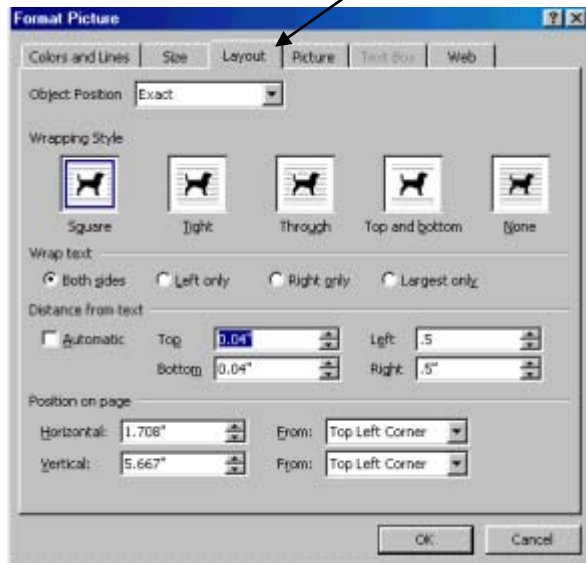 Format Picture
Colors and Lines Size Layout Picture Text Box Web
Object Position Exact
Wrapping Style
Square Tight Through Top and bottom None
Wrap text
Both sides Left only Right only Largest only
Distance from text
Automatic Top 0.04" Left .5
Bottom 0.04" Right .5"
Position on page
Horizontal: 1.708" From: Top Left Corner
Vertical: 5.667" From: Top Left Corner
OK Cancel